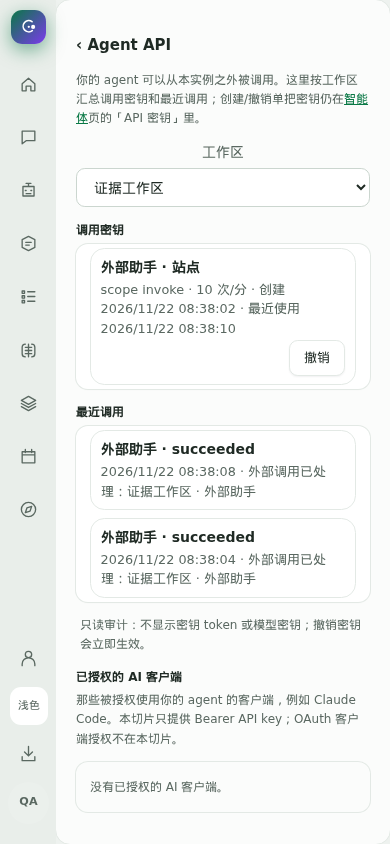 ‹ Agent API
你的 agent 可以从本实例之外被调用。这里按工作区
汇总调用密钥和最近调用；创建/撤销单把密钥仍在智能
体页的「API 密钥」里。
工作区
证据工作区
调用密钥
外部助手 · 站点
scope invoke · 10 次/分 · 创建
2026/11/22 08:38:02 · 最近使用
2026/11/22 08:38:10
撤销
最近调用
外部助手 · succeeded
2026/11/22 08:38:08 · 外部调用已处
理：证据工作区 · 外部助手
外部助手 · succeeded
2026/11/22 08:38:04 · 外部调用已处
理：证据工作区 · 外部助手
只读审计：不显示密钥 token 或模型密钥；撤销密钥
会立即生效。
已授权的 AI 客户端
那些被授权使用你的 agent 的客户端，例如 Claude
Code。本切片只提供 Bearer API key；OAuth 客户
端授权不在本切片。
没有已授权的 AI 客户端。
浅色
QA